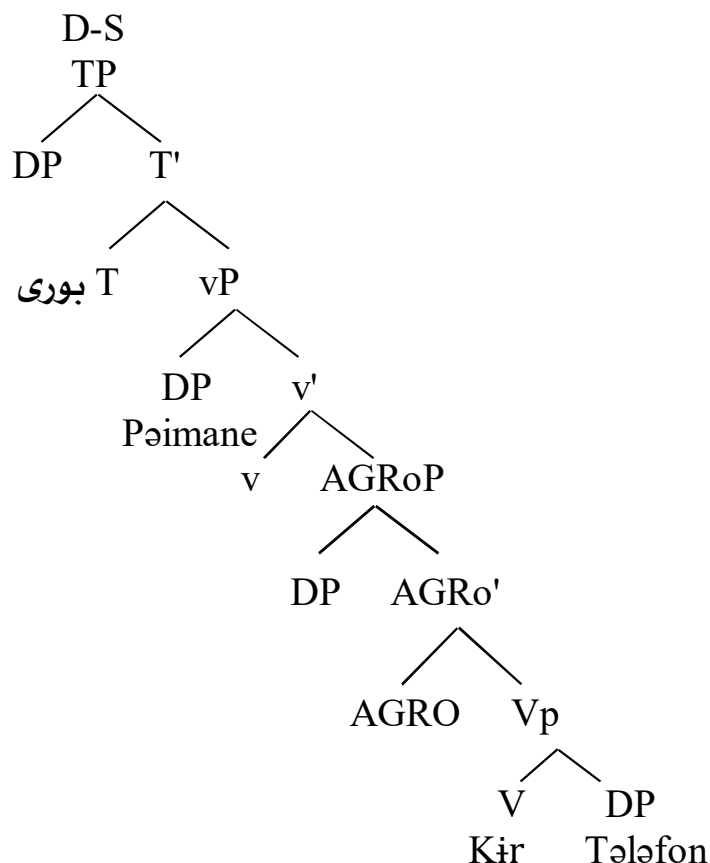 D-S
TP
DP T'
بوری T vP
DP v'
Pəimane
v AGRoP
DP AGRo'
AGRO Vp
V DP
Kɨr Tələfon